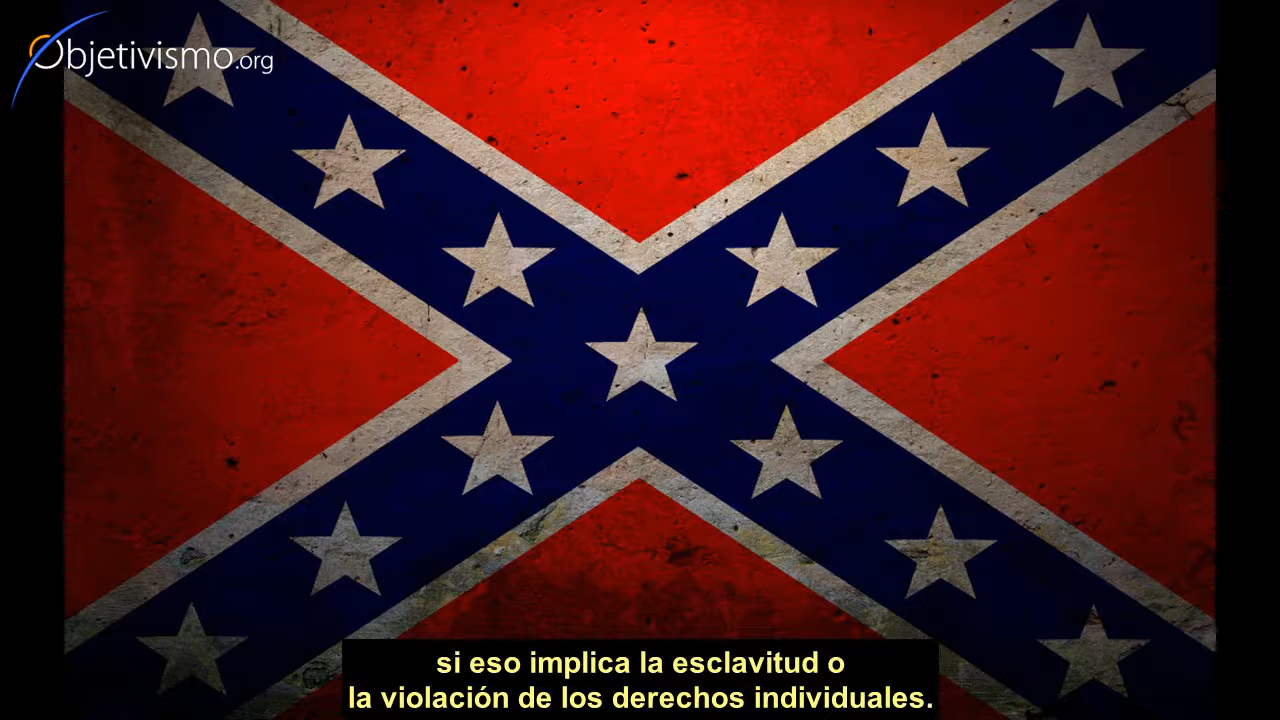 Objetivismo.org
si eso implica la esclavitud o
la violación de los derechos individuales.